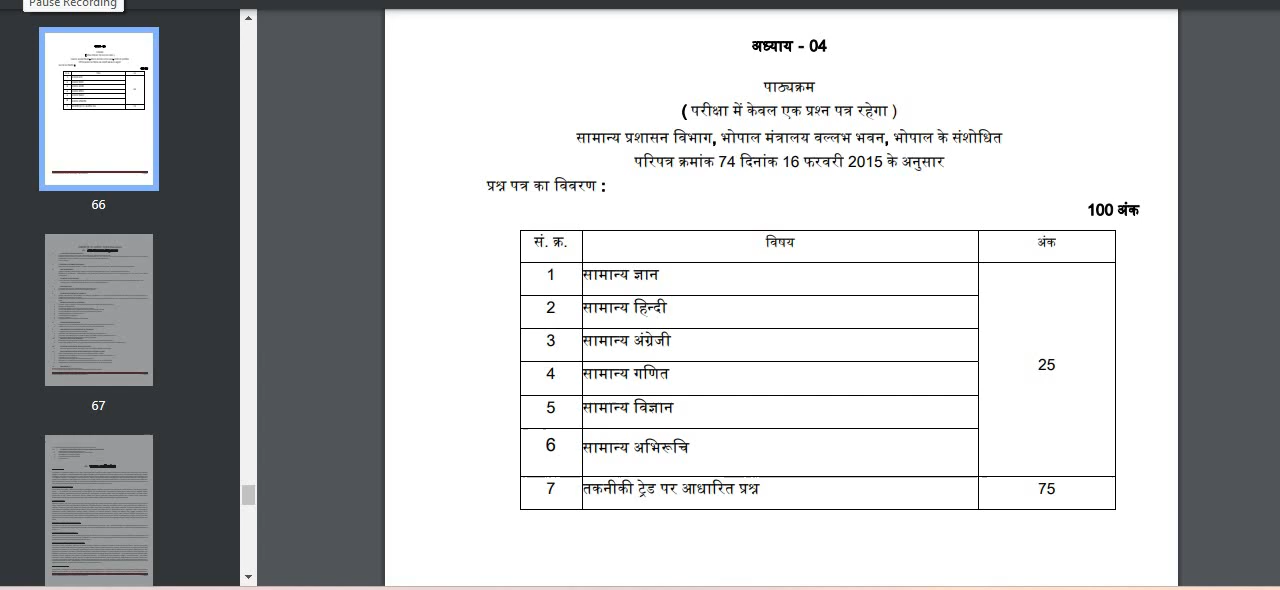 Pause Recording
66
67
अध्याय - 04
पाठ्यक्रम
( परीक्षा में केवल एक प्रश्न पत्र रहेगा )
सामान्य प्रशासन विभाग, भोपाल मंत्रालय वल्लभ भवन, भोपाल के संशोधित
परिपत्र क्रमांक 74 दिनांक 16 फरवरी 2015 के अनुसार
प्रश्न पत्र का विवरण :
100 अंक
सं. क्र. विषय अंक
1 सामान्य ज्ञान
2 सामान्य हिन्दी
3 सामान्य अंग्रेजी
4 सामान्य गणित
25
5 सामान्य विज्ञान
6 सामान्य अभिरूचि
7 तकनीकी ट्रेड पर आधारित प्रश्न 75